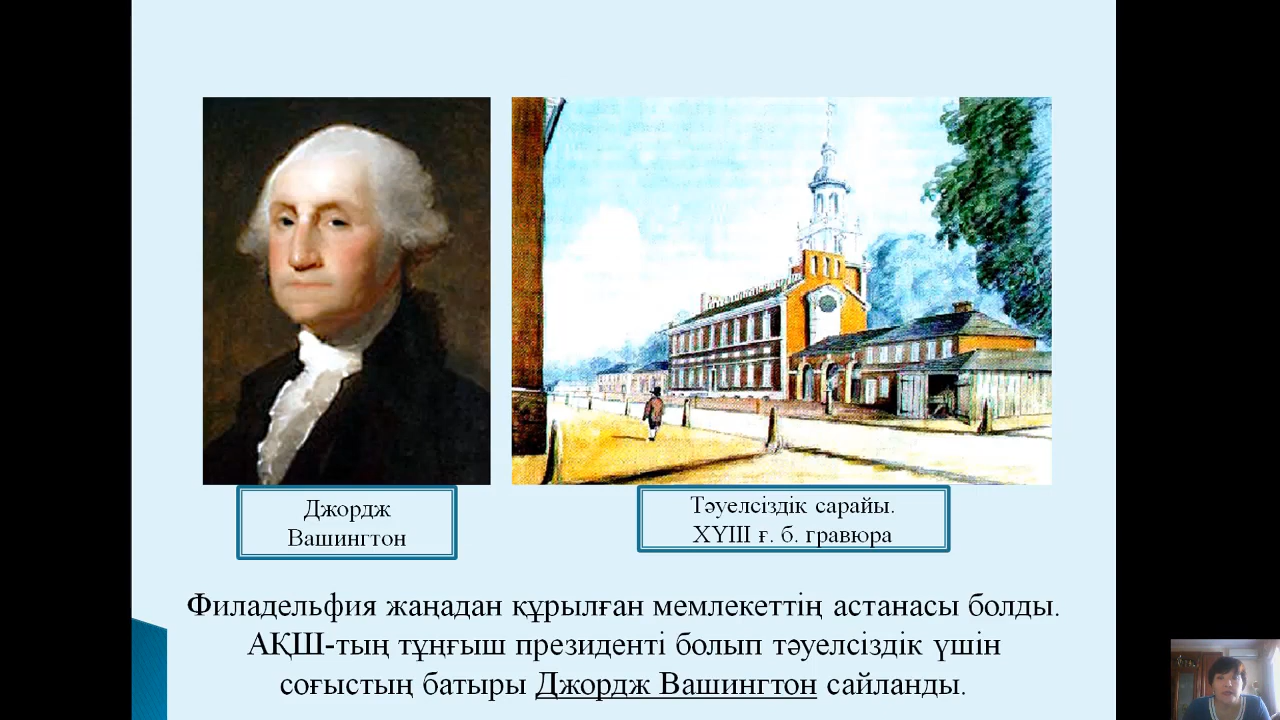 Джордж
Вашингтон
Тәуелсіздік сарайы.
ХҮІІІ ғ. б. гравюра
Филадельфия жаңадан құрылған мемлекеттің астанасы болды.
АҚШ-тың тұңғыш президенті болып тәуелсіздік үшін
соғыстың батыры Джордж Вашингтон сайланды.